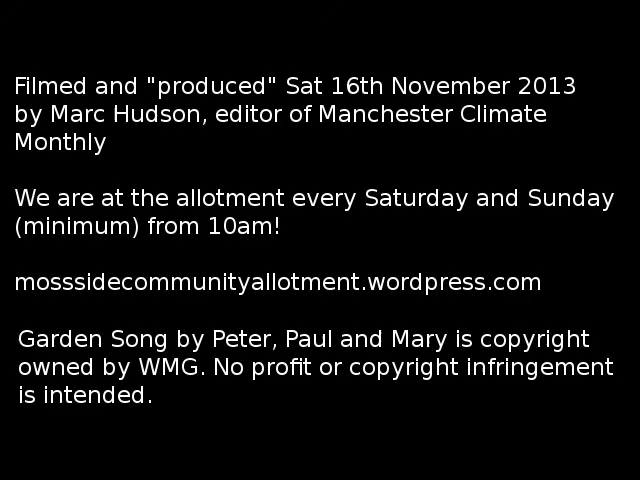 Filmed and "produced" Sat 16th November 2013
by Marc Hudson, editor of Manchester Climate
Monthly
We are at the allotment every Saturday and Sunday
(minimum) from 10am!
mosssidecommunityallotment.wordpress.com
Garden Song by Peter, Paul and Mary is copyright
owned by WMG. No profit or copyright infringement
is intended.